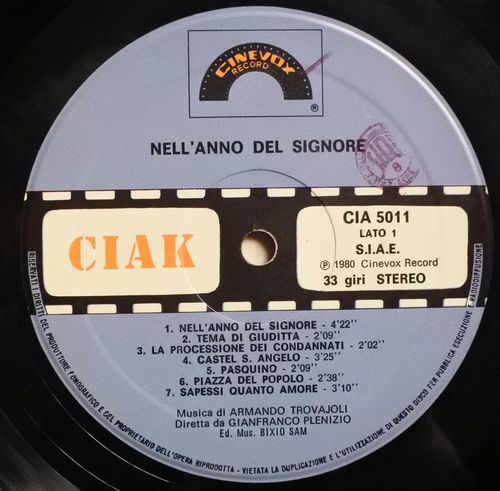 CINEVOX
RECORD
®
NELL'ANNO DEL SIGNORE
CIAK
CIA 5011
LATO 1
S.I.A.E.
℗ 1980 Cinevox Record
33 giri STEREO
1. NELL'ANNO DEL SIGNORE - 4'22"
2. TEMA DI GIUDITTA - 2'09"
3. LA PROCESSIONE DEI CONDANNATI - 2'02"
4. CASTEL S. ANGELO - 3'25"
5. PASQUINO - 2'09"
6. PIAZZA DEL POPOLO - 2'38"
7. SAPESSI QUANTO AMORE - 3'10"
Musica di ARMANDO TROVAJOLI
Diretta da GIANFRANCO PLENIZIO
Ed. Mus. BIXIO SAM
RISERVATI I DIRITTI DEL PRODUTTORE FONOGRAFICO E QUELLI DEL PROPRIETARIO DELL'OPERA RIPRODOTTA - VIETATA LA DUPLICAZIONE E L'UTILIZZAZIONE DI QUESTO DISCO PER PUBBLICA ESECUZIONE E RADIODIFFUSIONE